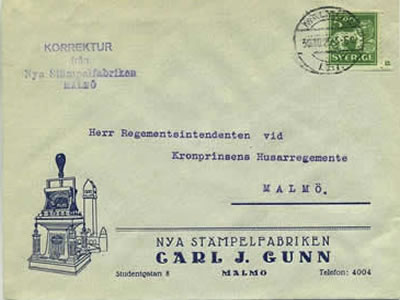 KORREKTUR
från
Nya Stämpelfabriken
MALMÖ
SVERIGE
Herr Regementsintendenten vid
Kronprinsens Husarregemente
MALMÖ.
NYA STÄMPELFABRIKEN
CARL J. GUNN
Studentgatan 8 MALMÖ Telefon: 4004